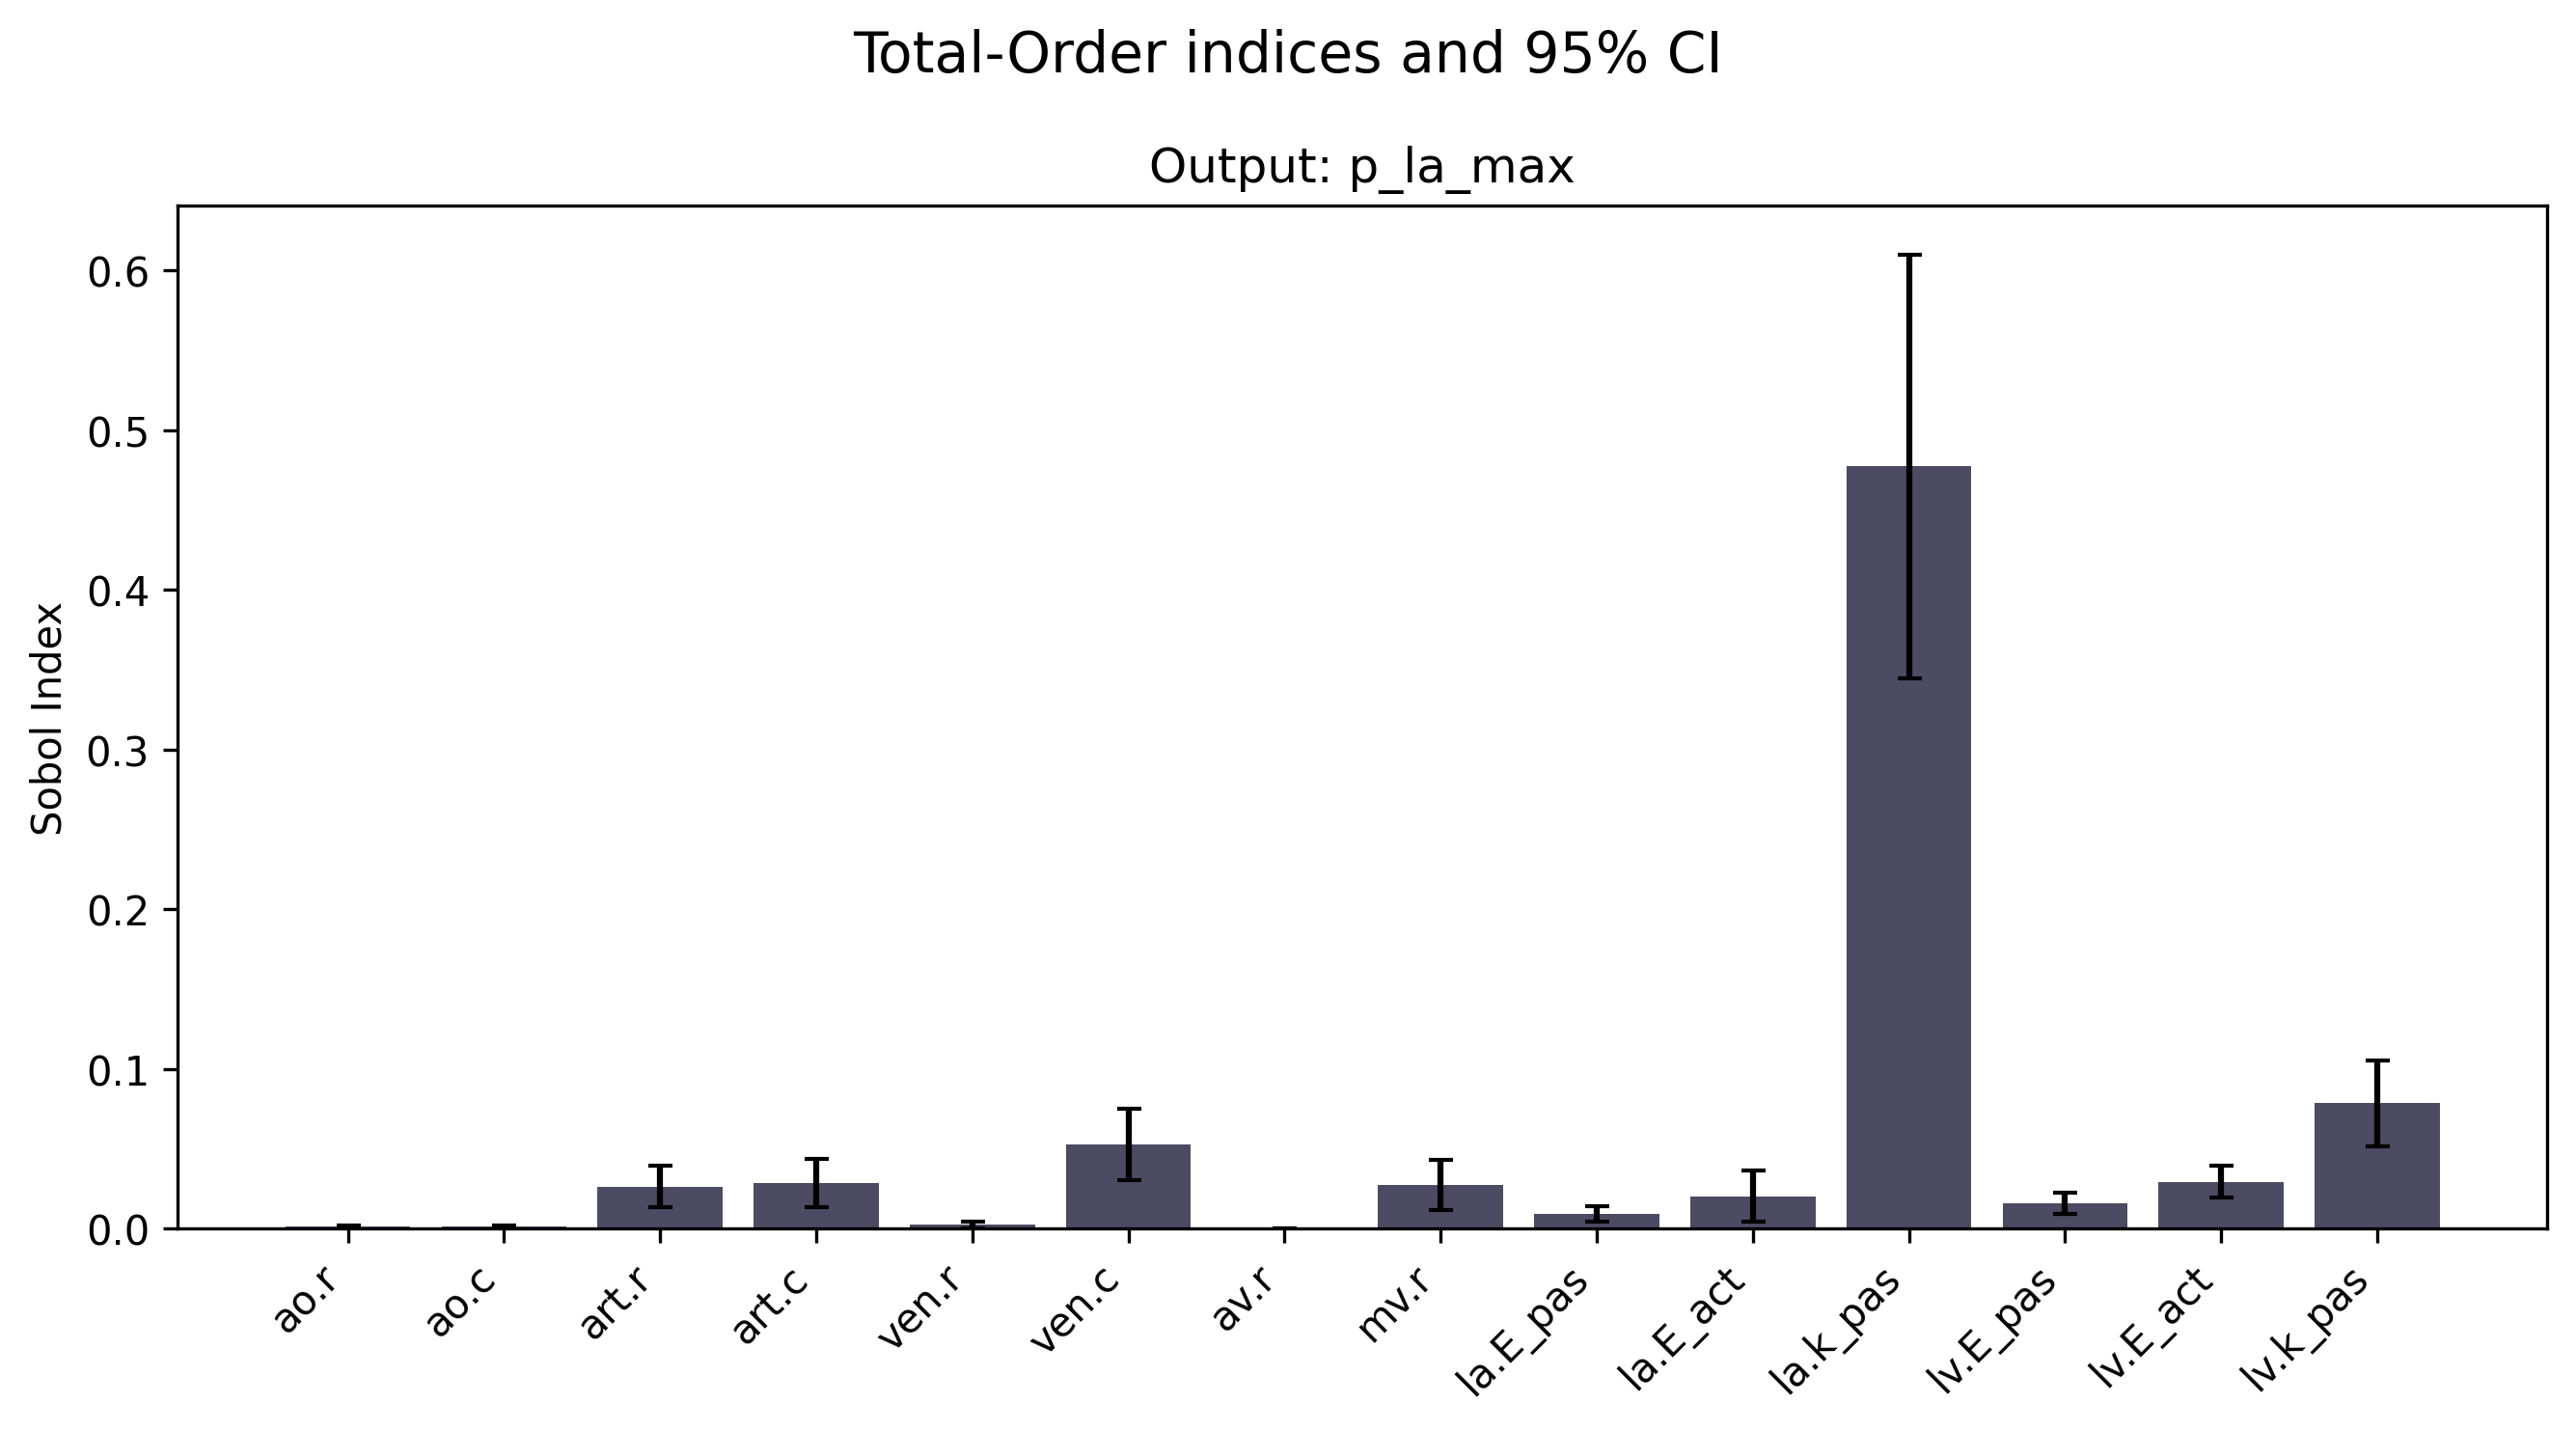 Total-Order indices and 95% CI
Output: p_la_max
Sobol Index
0.6
0.5
0.4
0.3
0.2
0.1
0.0
ao.r
ao.c
art.r
art.c
ven.r
ven.c
av.r
mv.r
la.E_pas
la.E_act
la.k_pas
lv.E_pas
lv.E_act
lv.k_pas